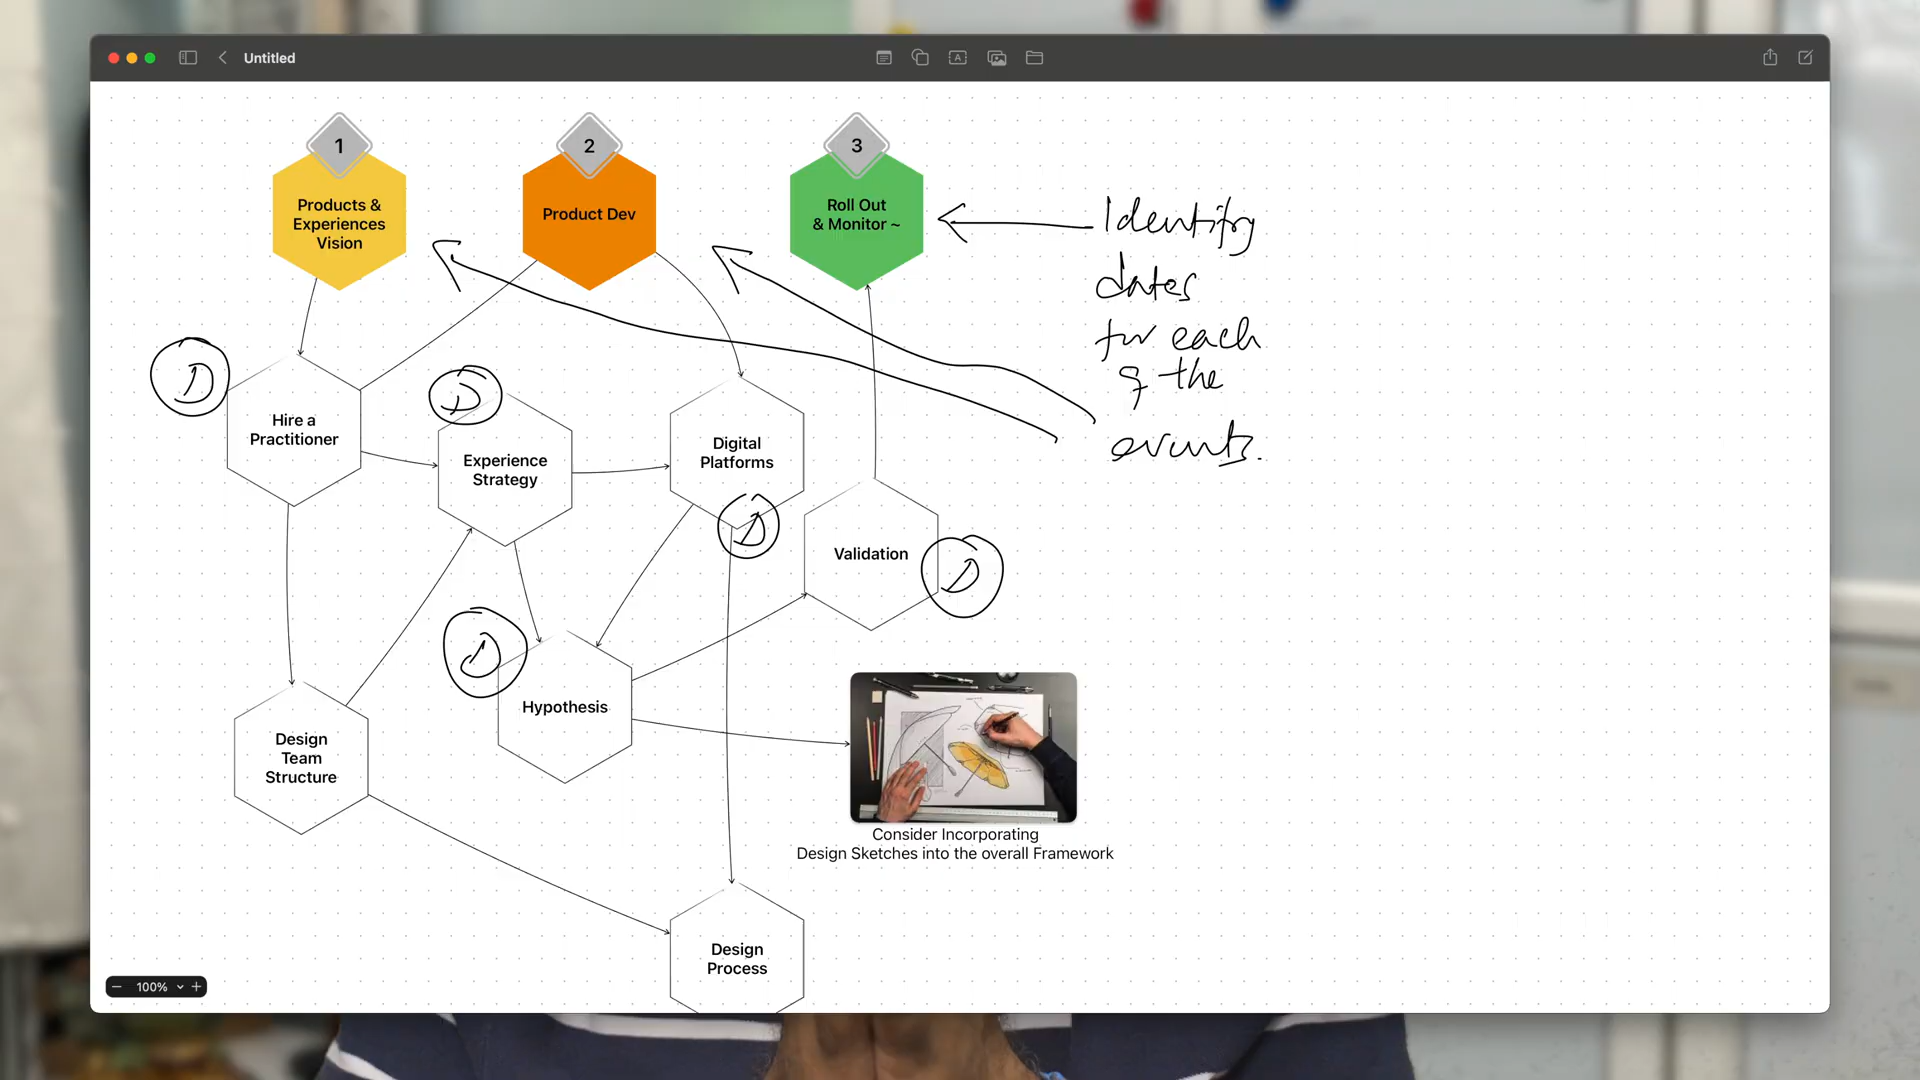 Untitled
A
1
2
3
Products &
Experiences
Vision
Product Dev
Roll Out
& Monitor ~
Identify
dates
for each
of the
events.
D
D
Hire a
Practitioner
Experience
Strategy
Digital
Platforms
D
Validation
D
D
Hypothesis
Design
Team
Structure
Consider Incorporating
Design Sketches into the overall Framework
Design
Process
100%